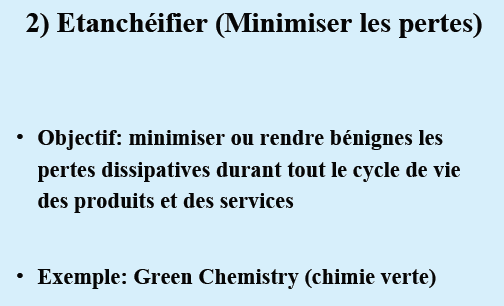 2) Etanchéifier (Minimiser les pertes)
• Objectif: minimiser ou rendre bénignes les
pertes dissipatives durant tout le cycle de vie
des produits et des services
• Exemple: Green Chemistry (chimie verte)